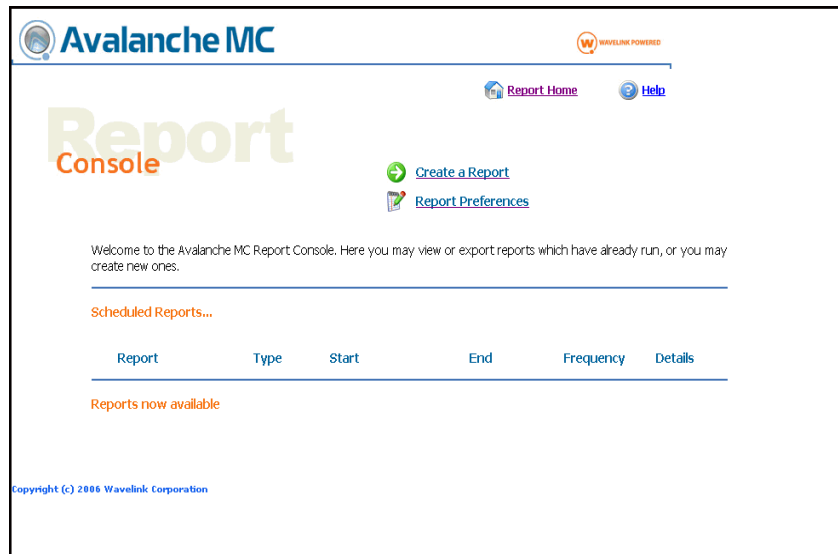 Avalanche MC
W WAVELINK POWERED
Report Home Help
Report
Console
Create a Report
Report Preferences
Welcome to the Avalanche MC Report Console. Here you may view or export reports which have already run, or you may
create new ones.
Scheduled Reports...
Report Type Start End Frequency Details
Reports now available
Copyright (c) 2006 Wavelink Corporation